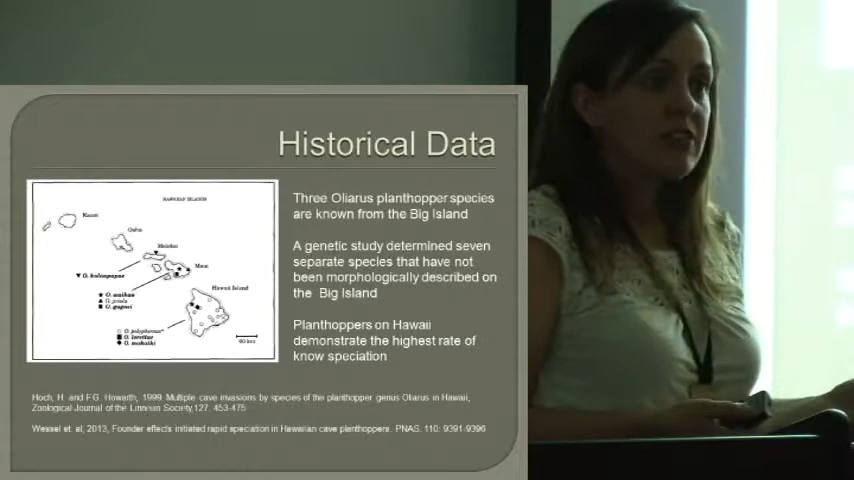 Historical Data
Three Oliarus planthopper species
are known from the Big Island
A genetic study determined seven
separate species that have not
been morphologically described on
the Big Island
Planthoppers on Hawaii
demonstrate the highest rate of
know speciation
HAWAIIAN ISLANDS
Kauai
Oahu
Molokai
Maui
Hawaii Island
O. kalaupapae
O. waikau
O. priola
O. gagnei
O. polyphemus
O. lorettae
O. makaiki
60 km
Hoch, H. and F.G. Howarth, 1999. Multiple cave invasions by species of the planthopper genus Oliarus in Hawaii,
Zoological Journal of the Linnean Society,127: 453-475
Wessel et. al, 2013, Founder effects initiated rapid speciation in Hawaiian cave planthoppers. PNAS. 110: 9391-9396